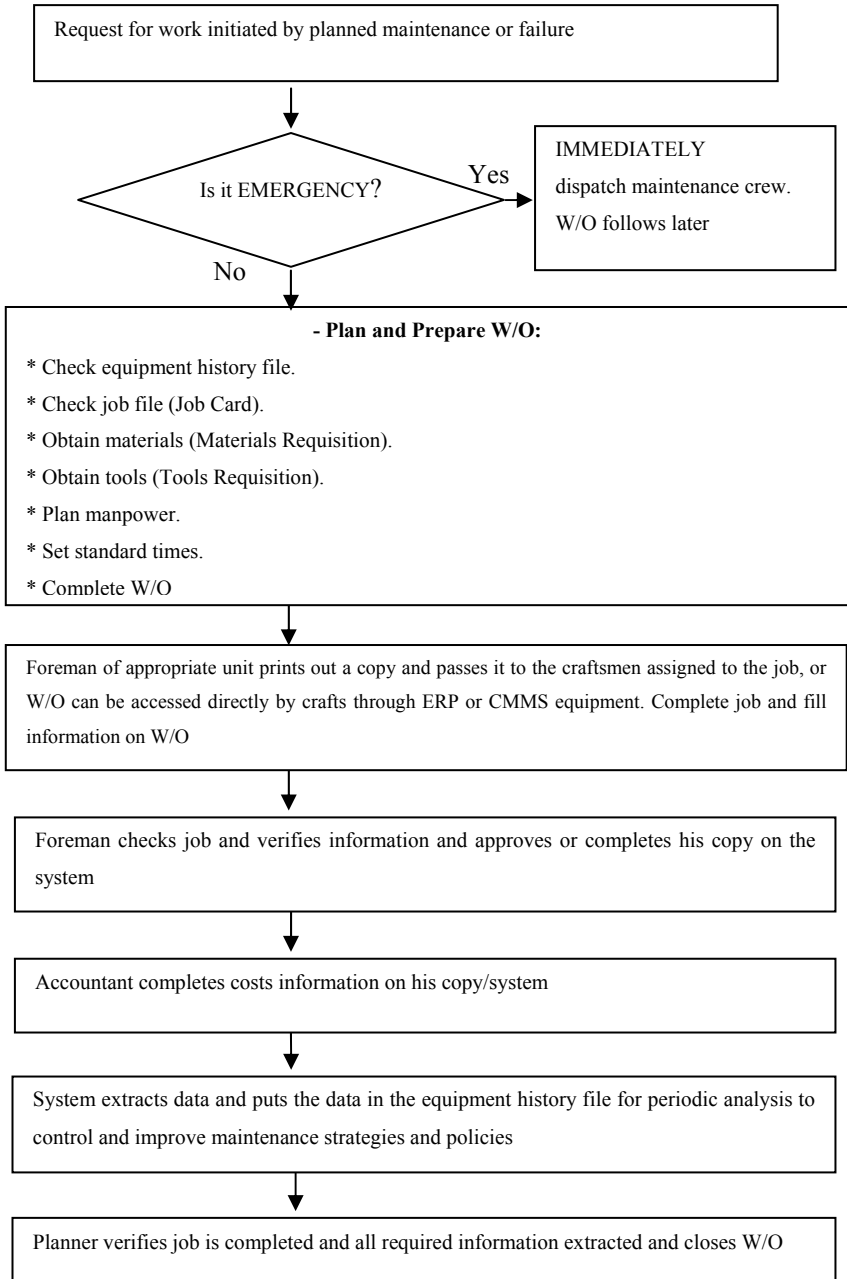 Request for work initiated by planned maintenance or failure
Is it EMERGENCY?
Yes
IMMEDIATELY
dispatch maintenance crew.
W/O follows later
No
- Plan and Prepare W/O:
* Check equipment history file.
* Check job file (Job Card).
* Obtain materials (Materials Requisition).
* Obtain tools (Tools Requisition).
* Plan manpower.
* Set standard times.
* Complete W/O
Foreman of appropriate unit prints out a copy and passes it to the craftsmen assigned to the job, or
W/O can be accessed directly by crafts through ERP or CMMS equipment. Complete job and fill
information on W/O
Foreman checks job and verifies information and approves or completes his copy on the
system
Accountant completes costs information on his copy/system
System extracts data and puts the data in the equipment history file for periodic analysis to
control and improve maintenance strategies and policies
Planner verifies job is completed and all required information extracted and closes W/O